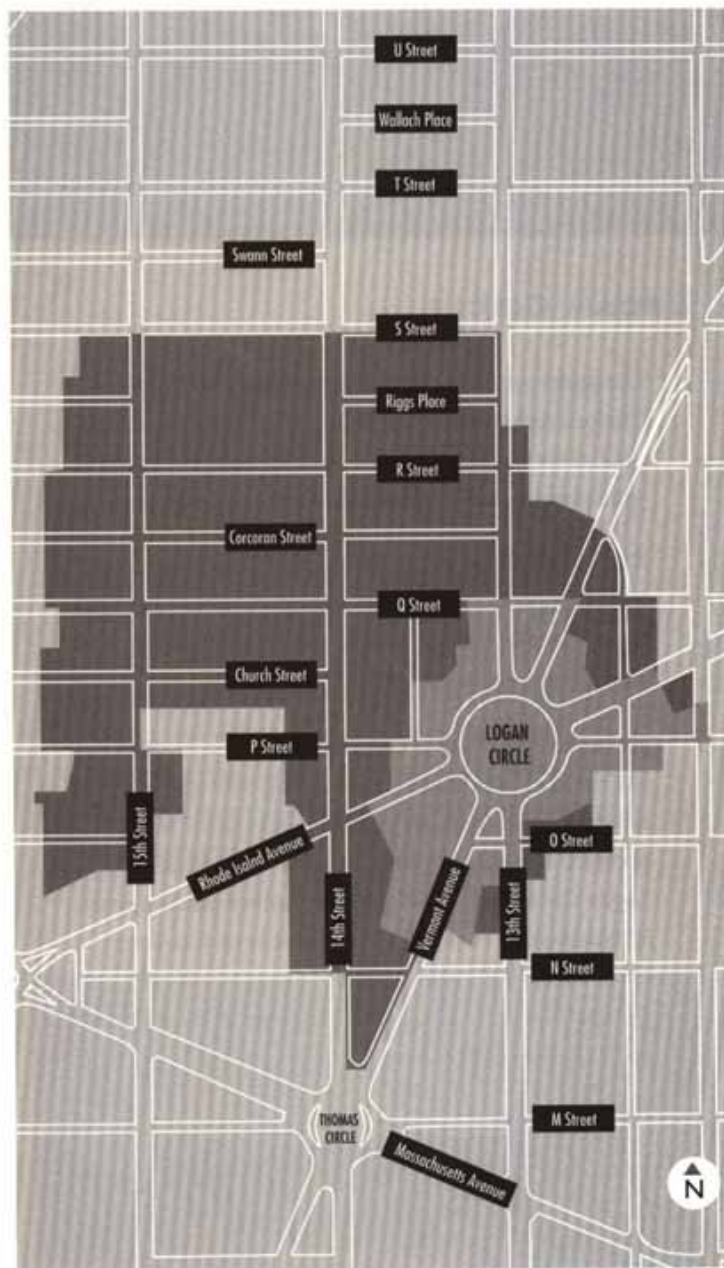 U Street
Wallach Place
T Street
Swann Street
S Street
Riggs Place
R Street
Corcoran Street
Q Street
Church Street
LOGAN
CIRCLE
P Street
15th Street
Rhode Isalnd Avenue
14th Street
Vermont Avenue
13th Street
O Street
N Street
THOMAS
CIRCLE
M Street
Massachusetts Avenue
N